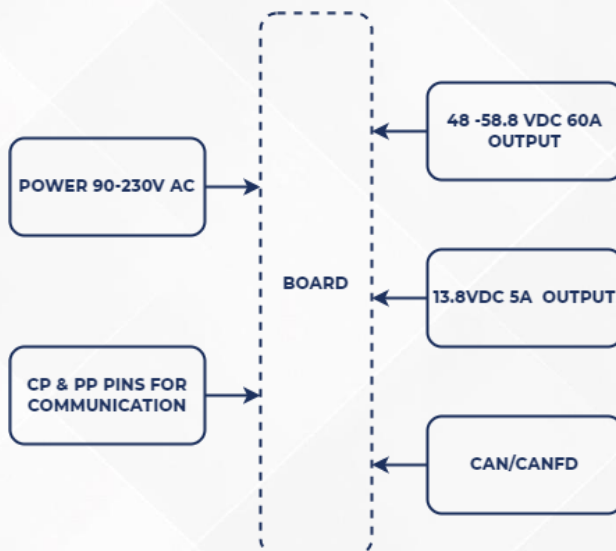 POWER 90-230V AC
CP & PP PINS FOR
COMMUNICATION
BOARD
48 -58.8 VDC 60A
OUTPUT
13.8VDC 5A  OUTPUT
CAN/CANFD